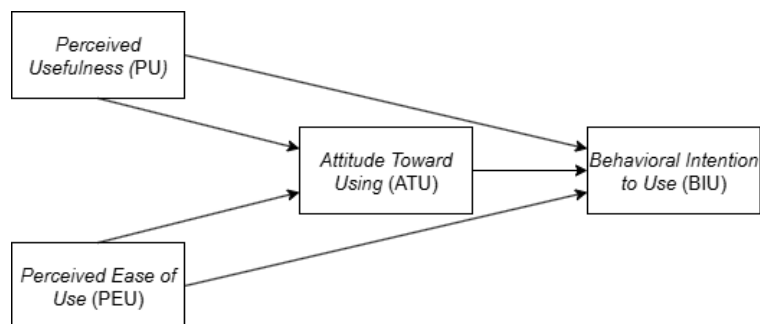 Perceived
Usefulness (PU)
Attitude Toward
Using (ATU)
Behavioral Intention
to Use (BIU)
Perceived Ease of
Use (PEU)